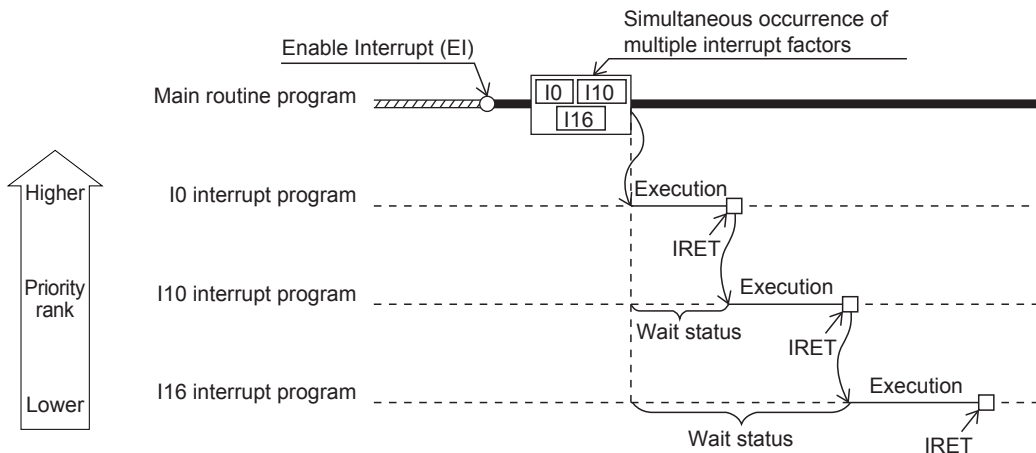 Simultaneous occurrence of
multiple interrupt factors
Enable Interrupt (EI)
Main routine program
I0
I10
I16
Higher
I0 interrupt program
Execution
IRET
Priority
rank
I10 interrupt program
Execution
Wait status
IRET
Lower
I16 interrupt program
Execution
Wait status
IRET